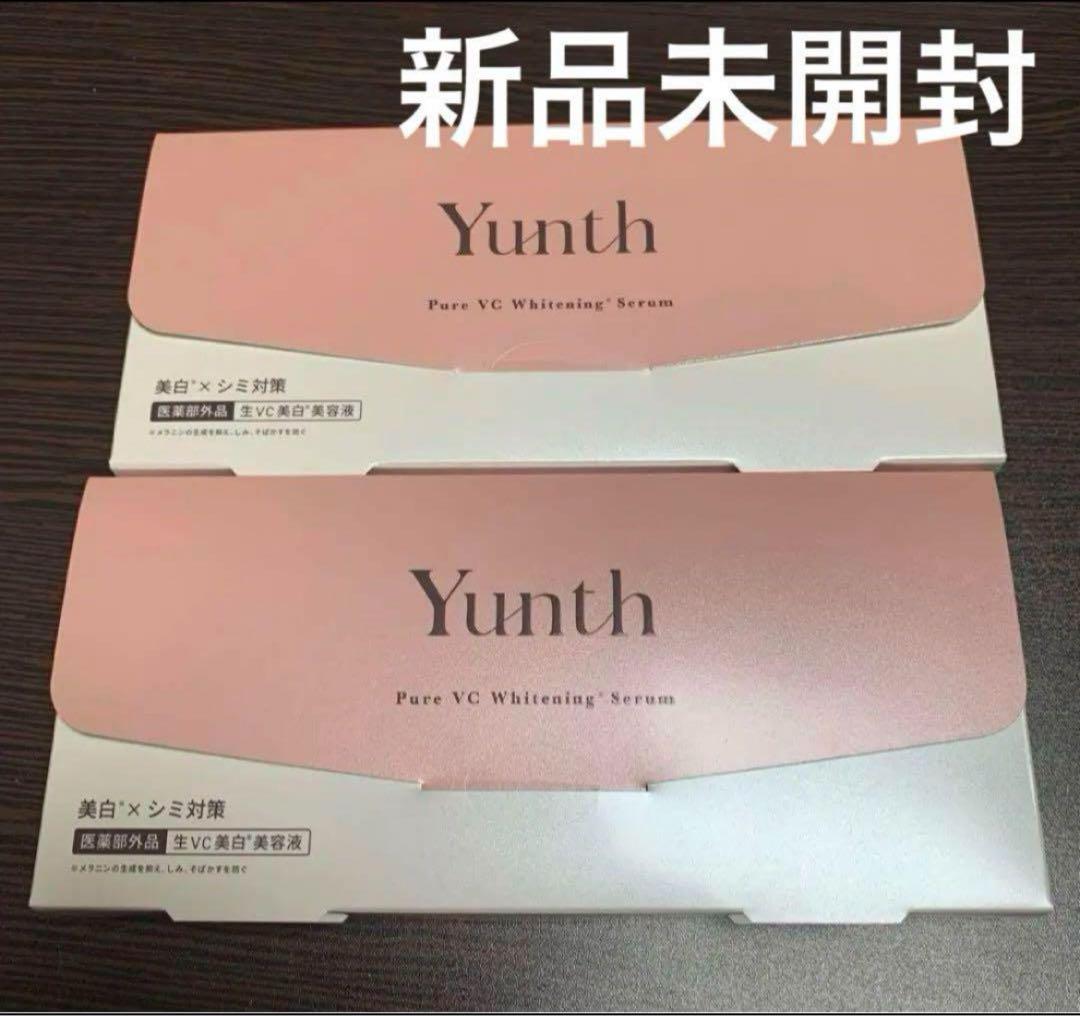 新品未開封
Yunth
Pure VC Whitening※ Serum
美白※×シミ対策
医薬部外品 生VC美白※美容液
※メラニンの生成を抑え、しみ、そばかすを防ぐ
Yunth
Pure VC Whitening※ Serum
美白※×シミ対策
医薬部外品 生VC美白※美容液
※メラニンの生成を抑え、しみ、そばかすを防ぐ